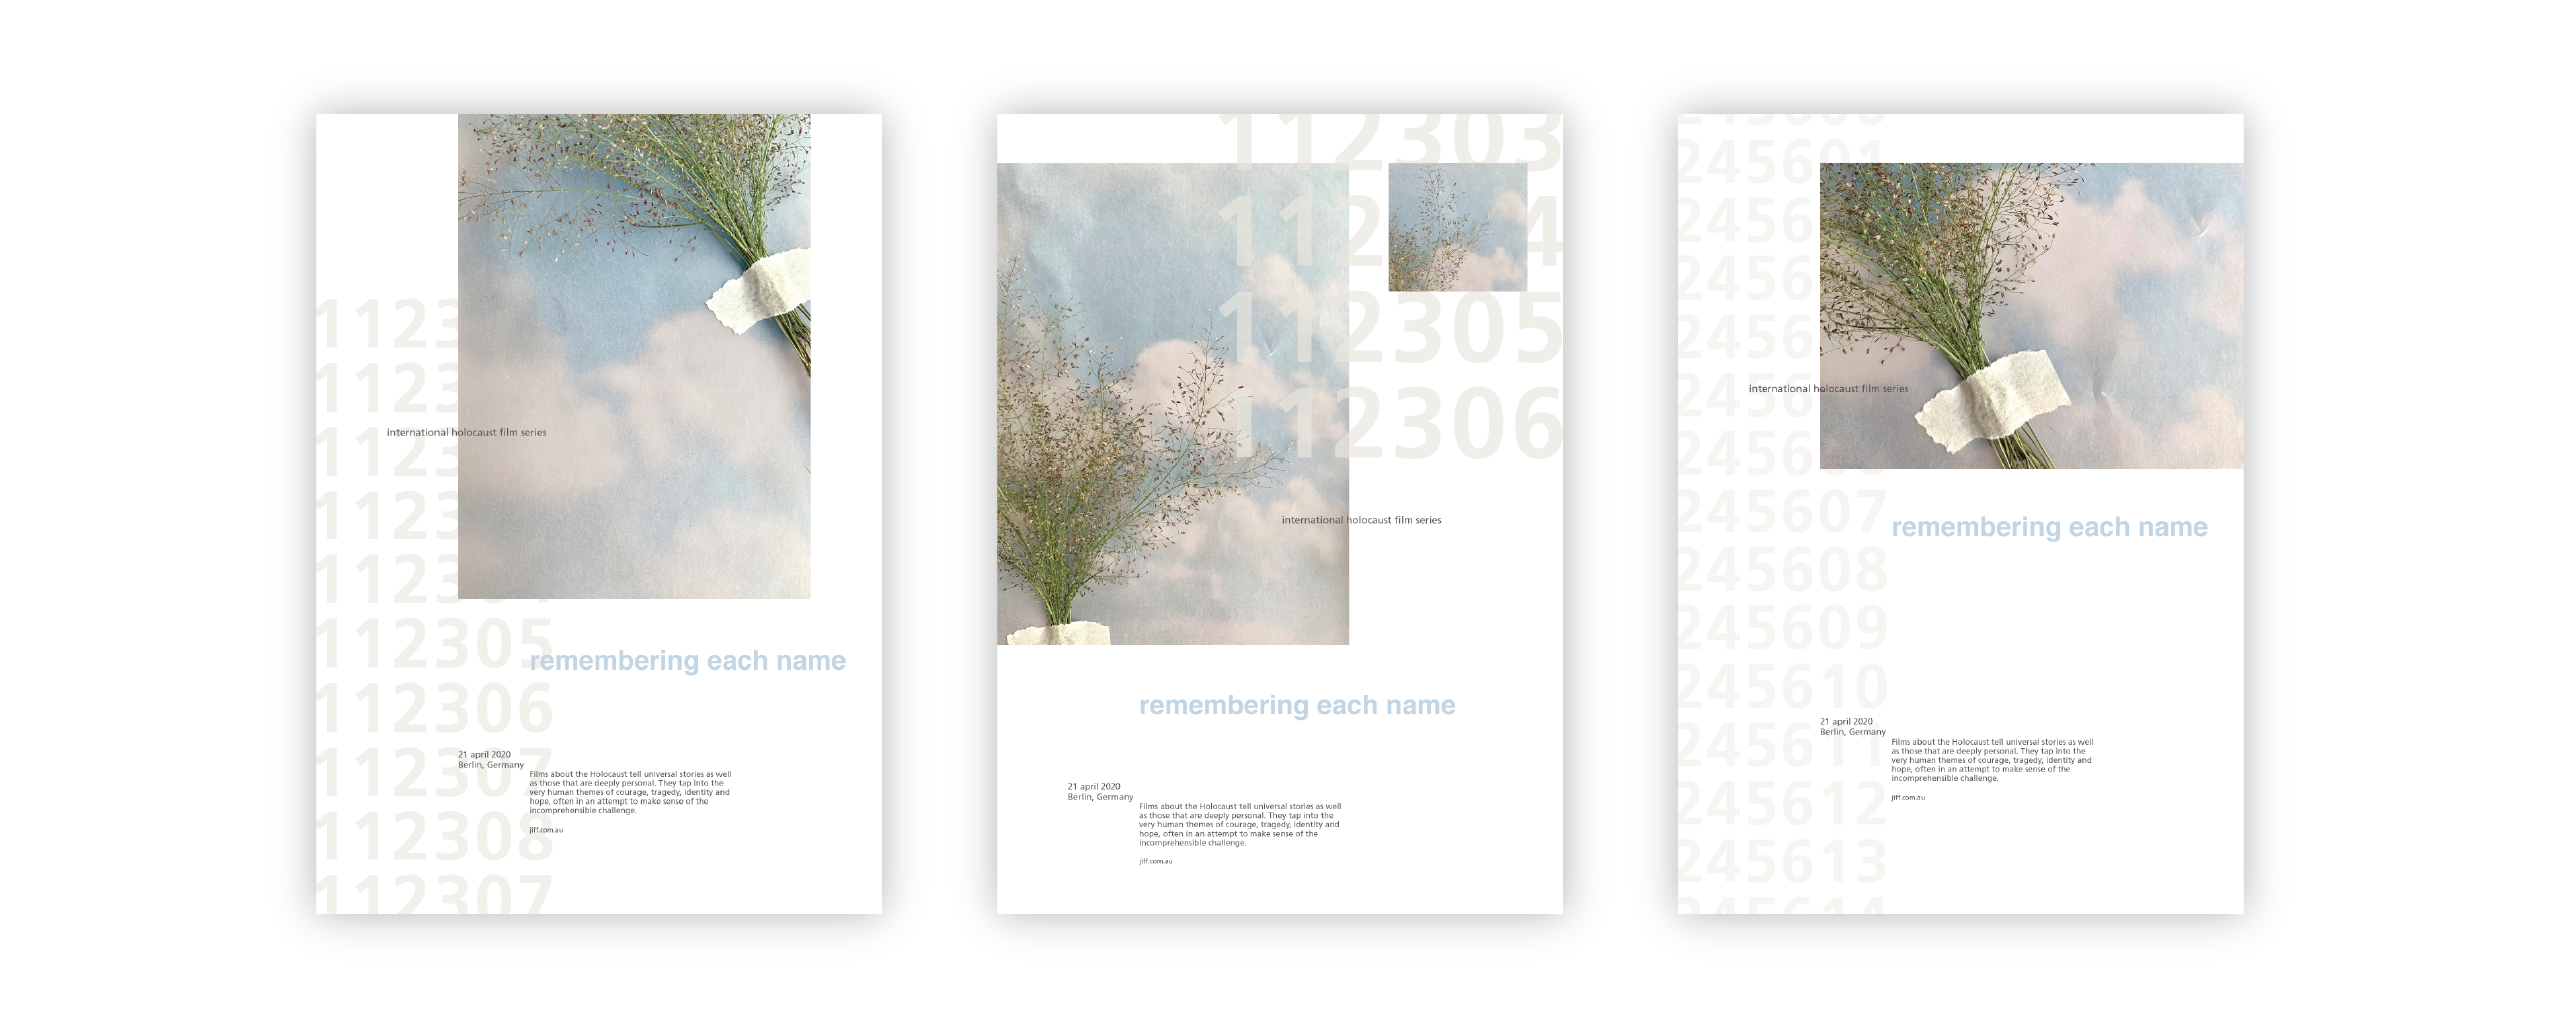 1123
1123
1123
1123
international holocaust film series
112305
remembering each name
112306
112307
21 april 2020
Berlin, Germany
Films about the Holocaust tell universal stories as well
as those that are deeply personal. They tap into the
very human themes of courage, tragedy, identity and
hope, often in an attempt to make sense of the
incomprehensible challenge.
jiff.com.au
112308
112307
112303
112 4
112305
112306
international holocaust film series
remembering each name
21 april 2020
Berlin, Germany
Films about the Holocaust tell universal stories as well
as those that are deeply personal. They tap into the
very human themes of courage, tragedy, identity and
hope, often in an attempt to make sense of the
incomprehensible challenge.
jiff.com.au
245601
2456
2456
2456
2456
international holocaust film series
2456
245607
remembering each name
245608
245609
245610
245611
21 april 2020
Berlin, Germany
Films about the Holocaust tell universal stories as well
as those that are deeply personal. They tap into the
very human themes of courage, tragedy, identity and
hope, often in an attempt to make sense of the
incomprehensible challenge.
jiff.com.au
245612
245613
245614